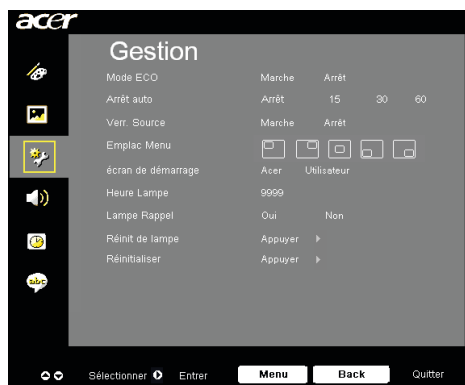 acer
Gestion
Mode ECO Marche Arrêt
Arrêt auto Arrêt 15 30 60
Verr. Source Marche Arrêt
Emplac Menu
écran de démarrage Acer Utilisateur
Heure Lampe 9999
Lampe Rappel Oui Non
Réinit de lampe Appuyer
Réinitialiser Appuyer
abc
Sélectionner Entrer Menu Back Quitter